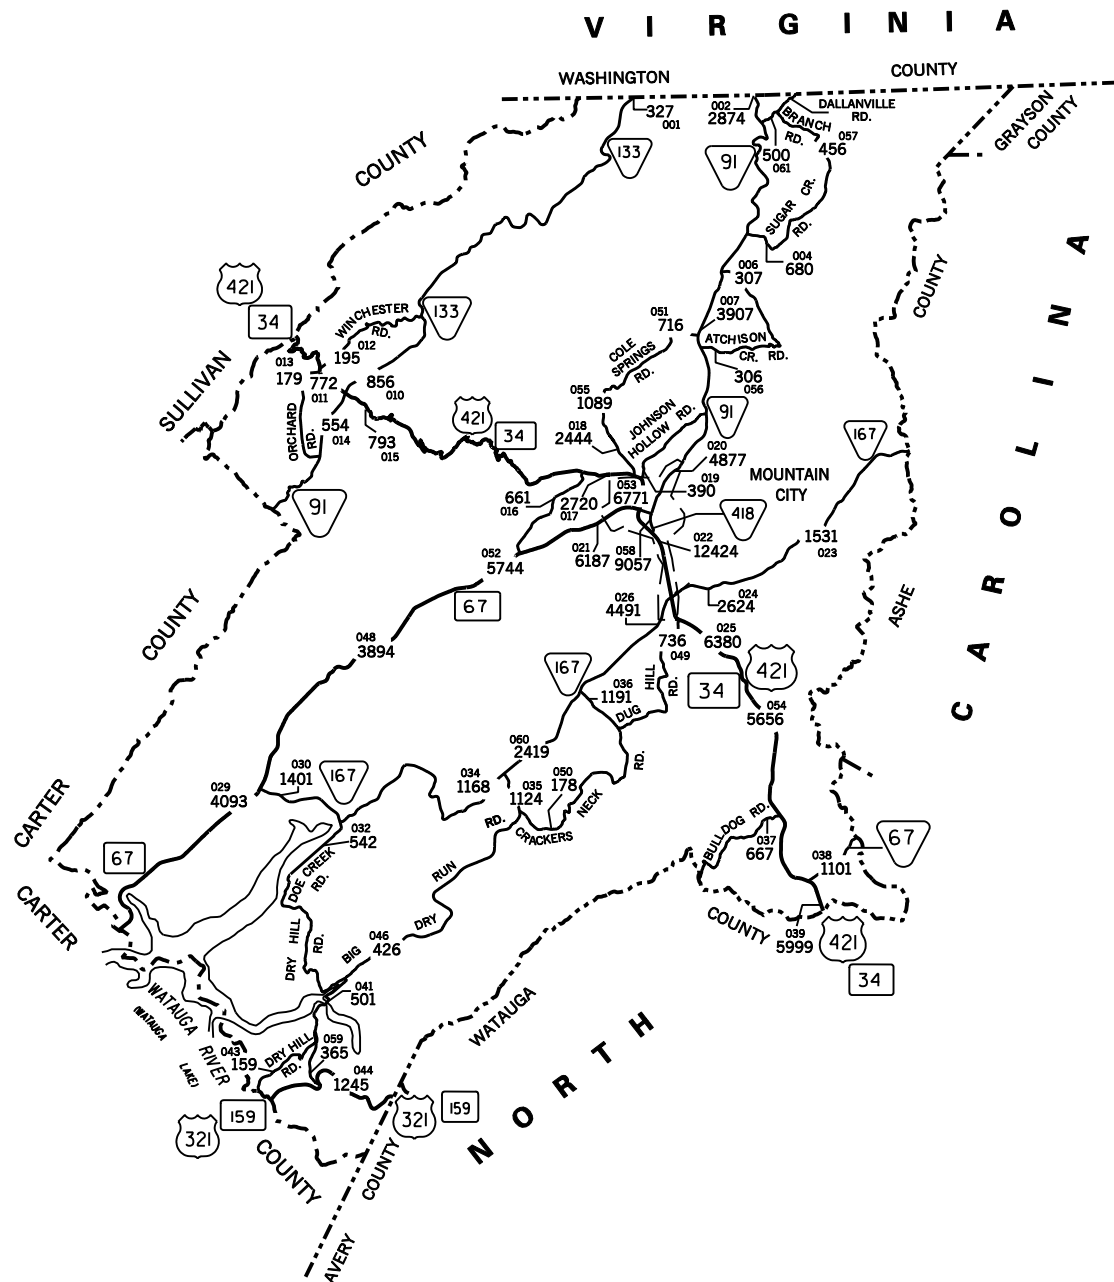 VIRGINIA
WASHINGTON
COUNTY
327
001
002
2874
DALLANVILLE
RD.
BRANCH
RD.
057
456
GRAYSON
COUNTY
COUNTY
133
91
500
061
SUGAR CR.
RD.
004
680
421
34
006
307
COUNTY
CAROLINA
WINCHESTER
RD.
133
012
195
007
3907
051
716
ATCHISON
CR. RD.
COLE
SPRINGS
RD.
306
056
SULLIVAN
013
179
772
011
856
010
055
1089
ORCHARD
RD.
554
014
793
015
421
34
018
2444
JOHNSON
HOLLOW RD.
91
167
020
4877
MOUNTAIN
CITY
019
390
053
6771
661
016
2720
017
91
418
022
12424
1531
023
021
6187
058
9057
052
5744
67
COUNTY
024
2624
026
4491
ASHE
025
6380
736
049
048
3894
167
036
1191
HILL
RD.
DUG
34
421
054
5656
060
2419
RD.
030
1401
167
034
1168
035
1124
050
178
NECK
CRACKERS
RD.
029
4093
CARTER
67
032
542
BULLDOG RD.
037
667
67
038
1101
DOE CREEK
RD.
RUN
DRY
CARTER
DRY HILL
RD.
BIG
046
426
COUNTY
039
5999
421
34
041
501
WATAUGA
RIVER
(WATAUGA
LAKE)
WATAUGA
NORTH
043
159
DRY HILL
RD.
059
365
044
1245
159
321
321
159
COUNTY
COUNTY
AVERY